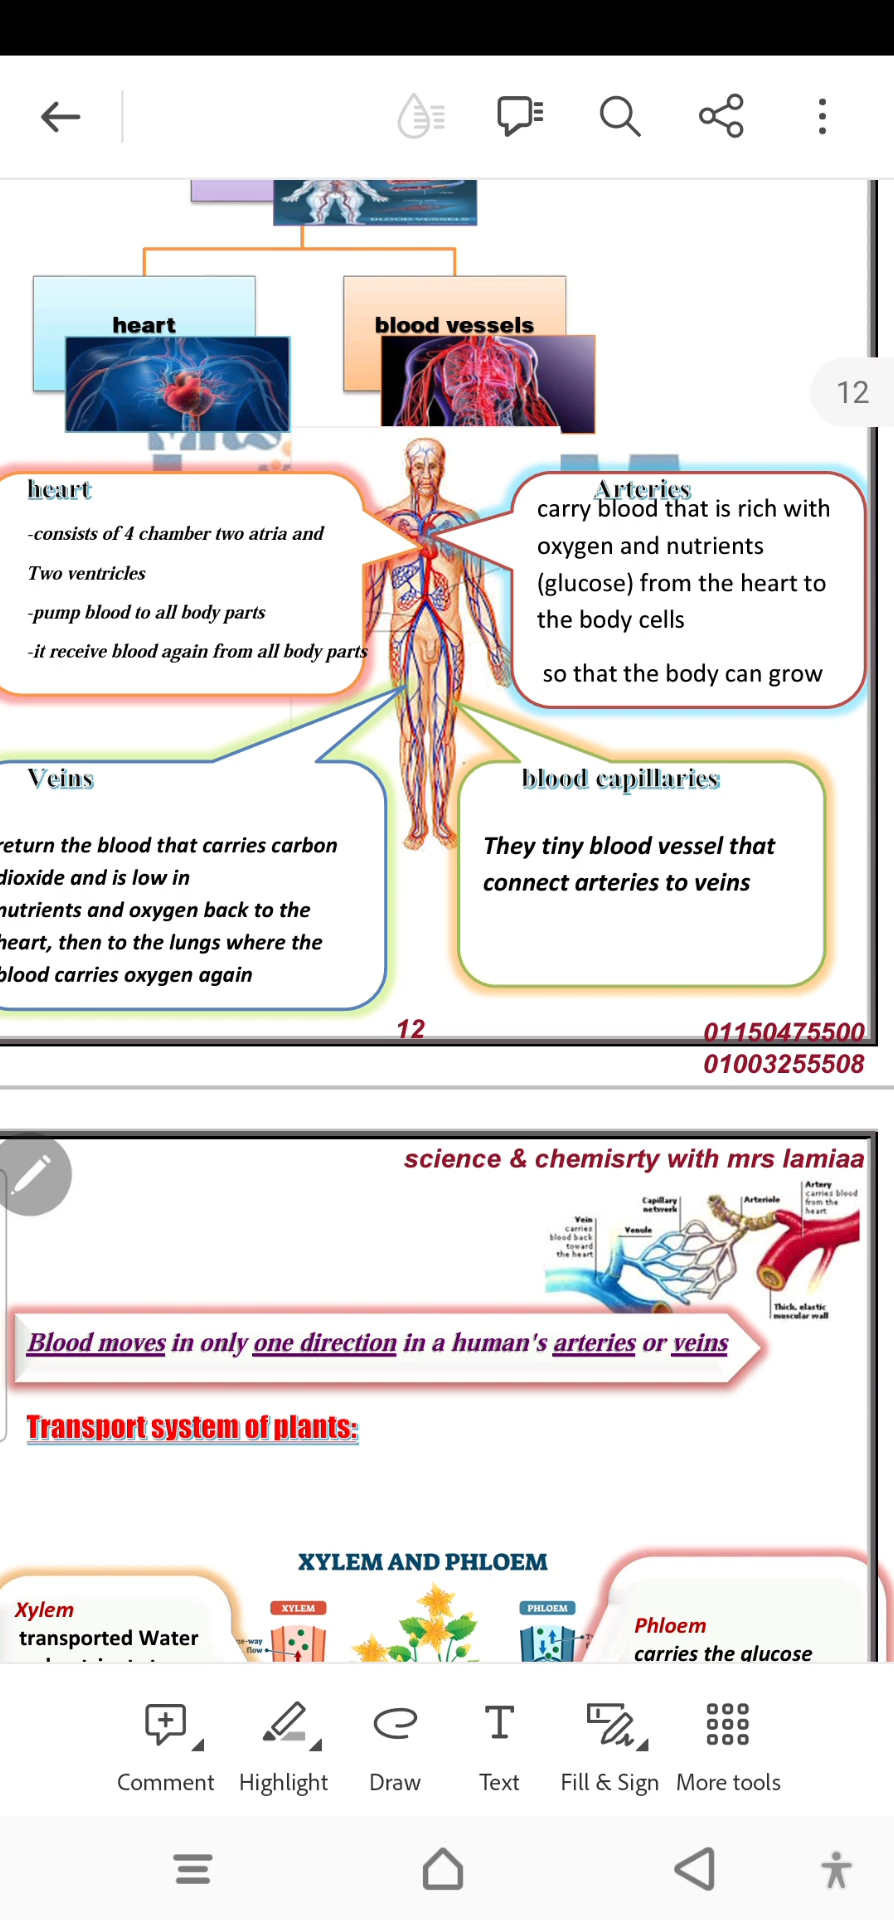 BLOOD VESSELS
heart
blood vessels
12
heart
-consists of 4 chamber two atria and
Two ventricles
-pump blood to all body parts
-it receive blood again from all body parts
Arteries
carry blood that is rich with
oxygen and nutrients
(glucose) from the heart to
the body cells
so that the body can grow
Veins
return the blood that carries carbon
dioxide and is low in
nutrients and oxygen back to the
heart, then to the lungs where the
blood carries oxygen again
blood capillaries
They tiny blood vessel that
connect arteries to veins
12
01150475500
01003255508
science & chemisrty with mrs lamiaa
Artery
carries blood
from the
heart
Arteriole
Capillary
network
Venule
Vein
carries
blood back
toward
the heart
Thick, elastic
muscular wall
Blood moves in only one direction in a human's arteries or veins
Transport system of plants:
XYLEM AND PHLOEM
Xylem
transported Water
XYLEM
flow
PHLOEM
Phloem
carries the glucose
Comment
Highlight
Draw
Text
Fill & Sign
More tools